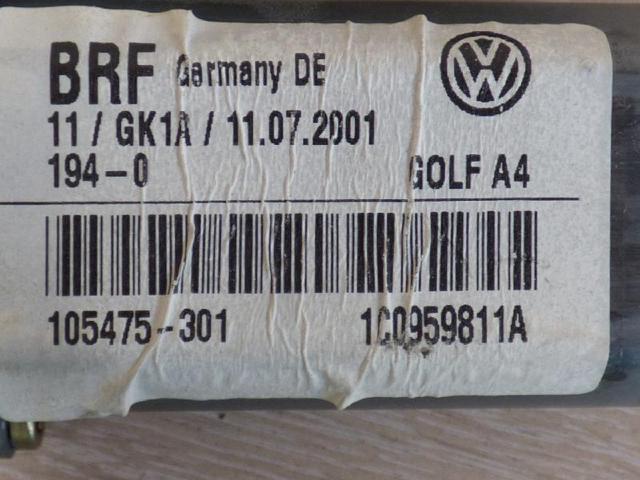 BRF Germany DE
11 / GK1A / 11.07.2001
194-0 GOLF A4
105475-301 1C0959811A